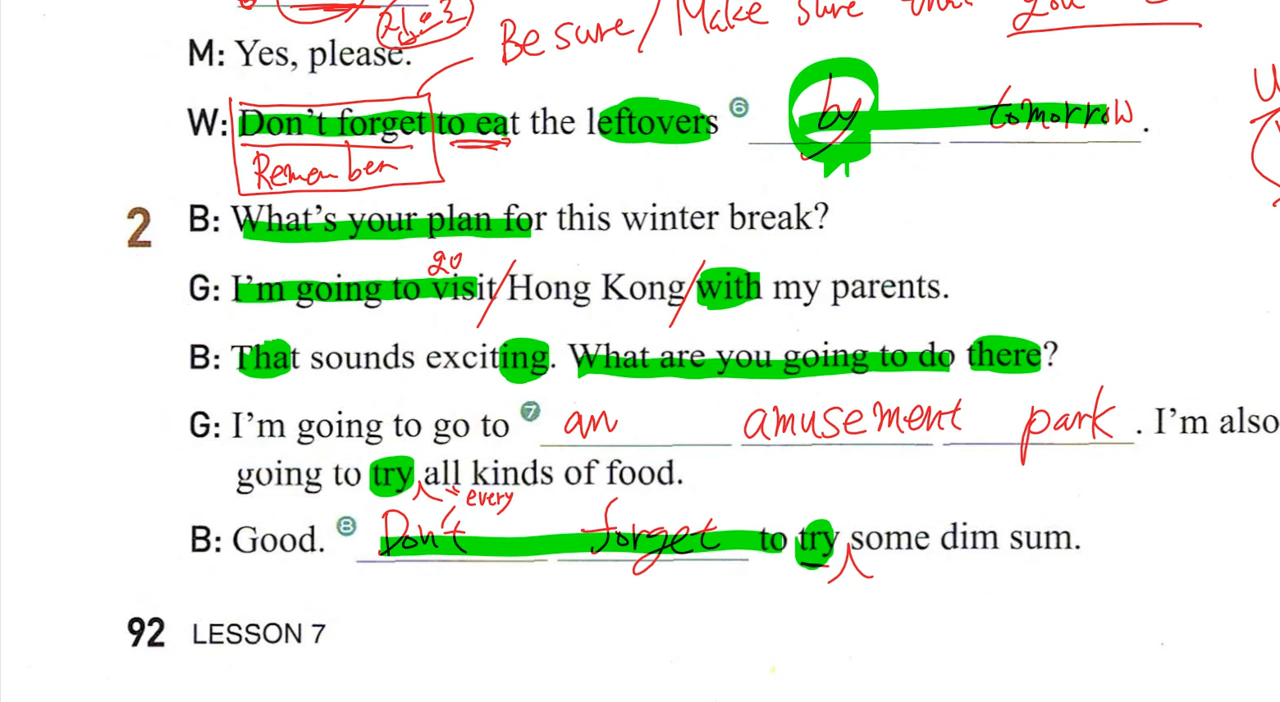 Be sure / Make sure that you
M: Yes, please.
W: Don't forget to eat the leftovers ⑥ by tomorrow.
Remember
2 B: What's your plan for this winter break?
go
G: I'm going to visit / Hong Kong / with my parents.
B: That sounds exciting. What are you going to do there?
G: I'm going to go to ⑦ an amusement park. I'm also
going to try all kinds of food.
= every
B: Good. ⑧ Don't forget to try some dim sum.
92 LESSON 7